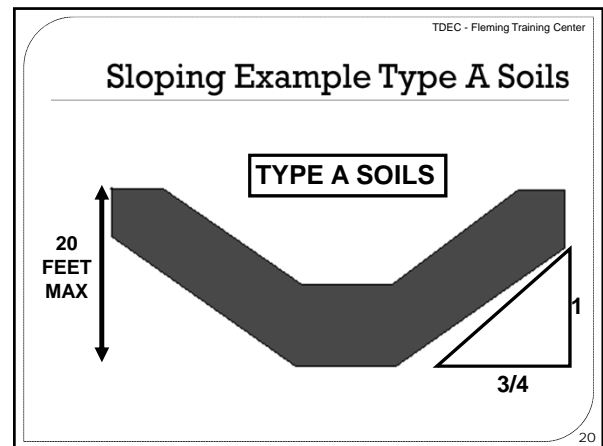 TDEC - Fleming Training Center
Sloping Example Type A Soils
TYPE A SOILS
20
FEET
MAX
1
3/4
20